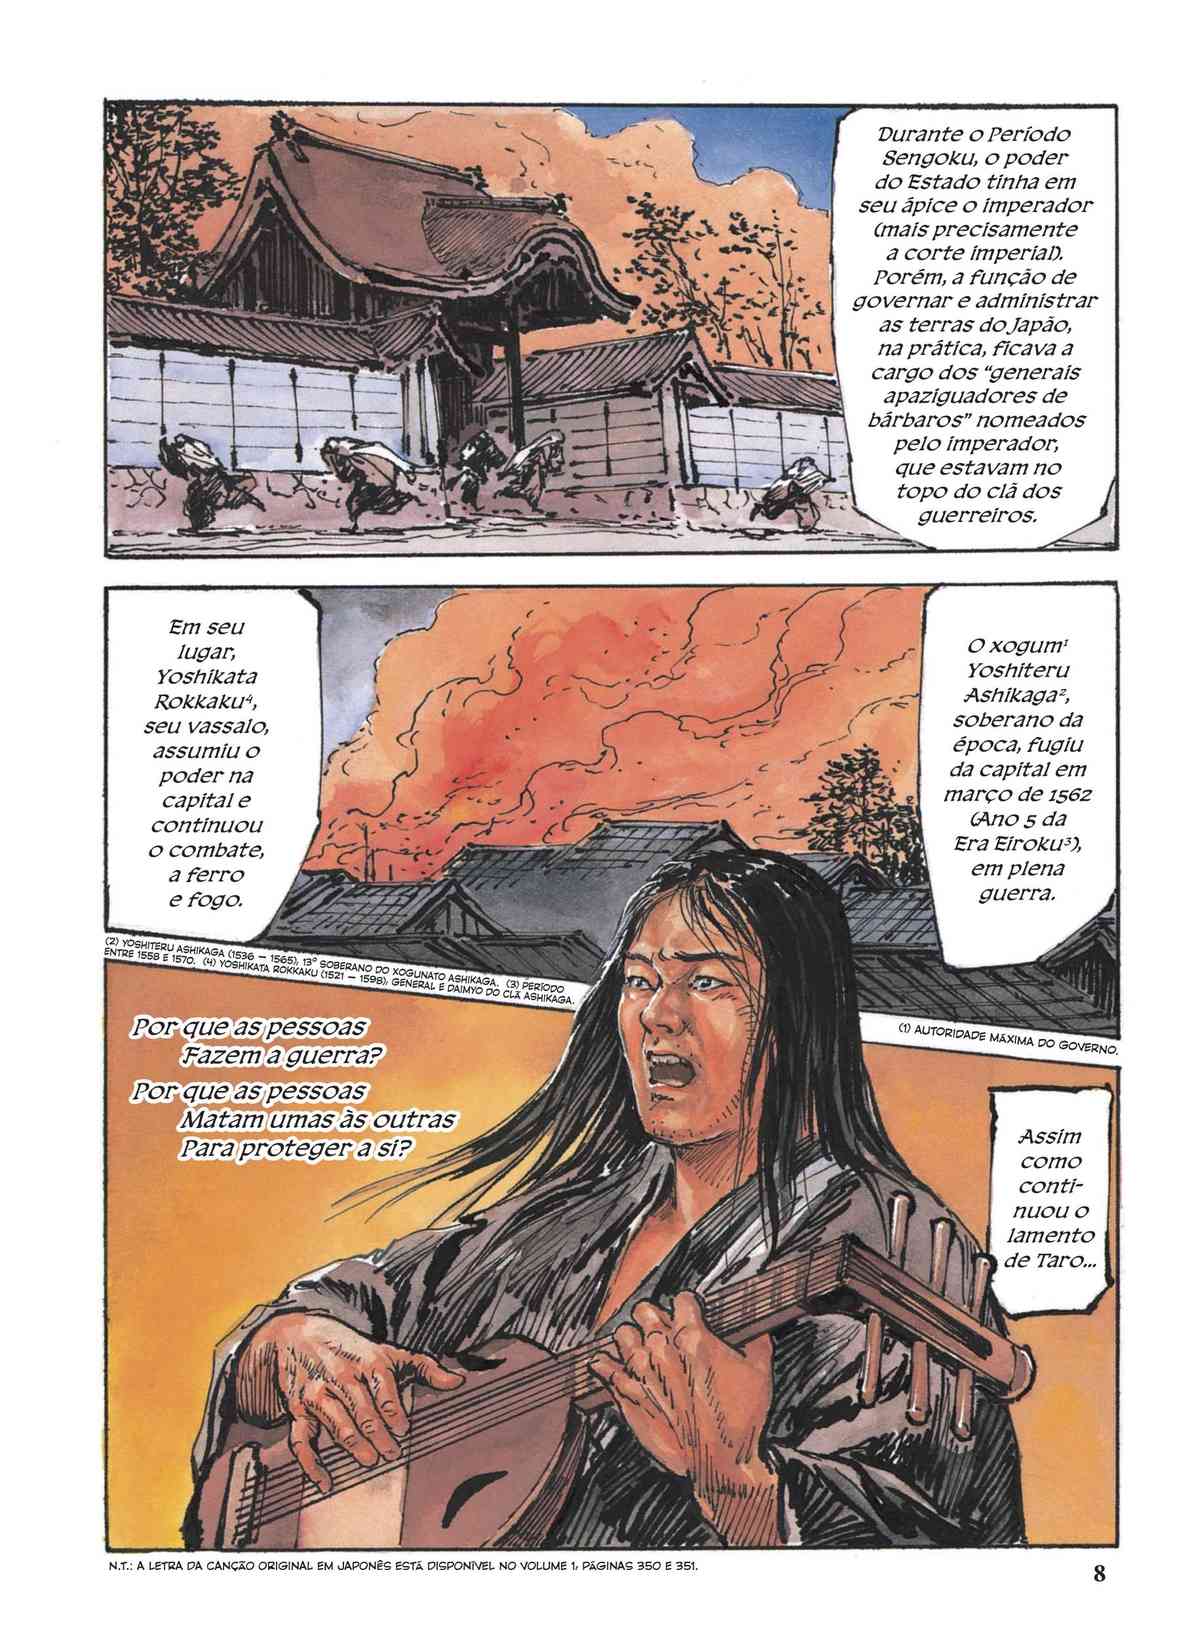 Durante o Período
Sengoku, o poder
do Estado tinha em
seu ápice o imperador
(mais precisamente
a corte imperial).
Porém, a função de
governar e administrar
as terras do Japão,
na prática, ficava a
cargo dos “generais
apaziguadores de
bárbaros” nomeados
pelo imperador,
que estavam no
topo do clã dos
guerreiros.
O xogum¹
Yoshiteru
Ashikaga²,
soberano da
época, fugiu
da capital em
março de 1562
(Ano 5 da
Era Eiroku³),
em plena
guerra.
Em seu
lugar,
Yoshikata
Rokkaku⁴,
seu vassalo,
assumiu o
poder na
capital e
continuou
o combate,
a ferro
e fogo.
(1) AUTORIDADE MÁXIMA DO GOVERNO.
(2) YOSHITERU ASHIKAGA (1536 – 1565); 13º SOBERANO DO XOGUNATO ASHIKAGA. (3) PERÍODO
ENTRE 1558 E 1570. (4) YOSHIKATA ROKKAKU (1521 – 1598); GENERAL E DAIMYO DO CLÃ ASHIKAGA.
Por que as pessoas
Fazem a guerra?
Por que as pessoas
Matam umas às outras
Para proteger a si?
Assim
como
conti-
nuou o
lamento
de Taro...
N.T.: A LETRA DA CANÇÃO ORIGINAL EM JAPONÊS ESTÁ DISPONÍVEL NO VOLUME 1, PÁGINAS 350 E 351.
8